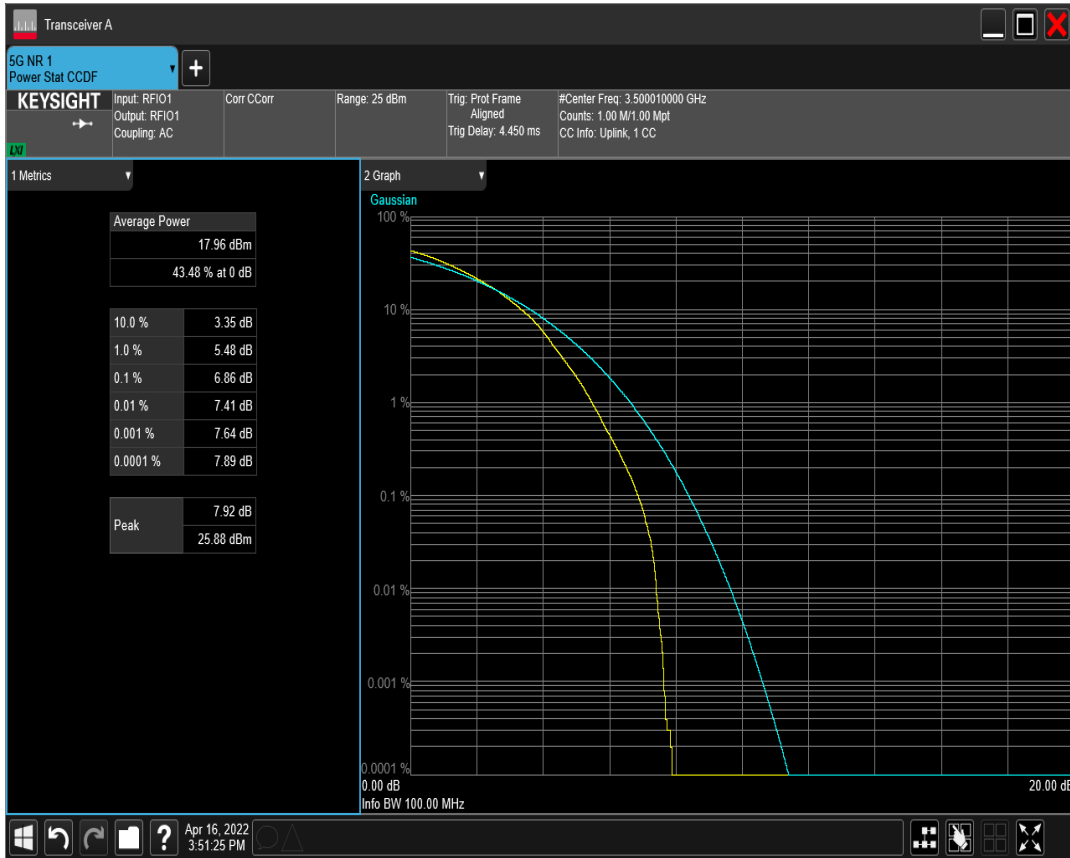 Transceiver A
5G NR 1
Power Stat CCDF
+
KEYSIGHT
LXI
Input: RFIO1
Output: RFIO1
Coupling: AC
Corr CCorr
Range: 25 dBm
Trig: Prot Frame
Aligned
Trig Delay: 4.450 ms
#Center Freq: 3.500010000 GHz
Counts: 1.00 M/1.00 Mpt
CC Info: Uplink, 1 CC
1 Metrics
Average Power
17.96 dBm
43.48 % at 0 dB
10.0 % 3.35 dB
1.0 % 5.48 dB
0.1 % 6.86 dB
0.01 % 7.41 dB
0.001 % 7.64 dB
0.0001 % 7.89 dB
Peak
7.92 dB
25.88 dBm
2 Graph
Gaussian
100 %
10 %
1 %
0.1 %
0.01 %
0.001 %
0.0001 %
0.00 dB 20.00 dB
Info BW 100.00 MHz
?
Apr 16, 2022
3:51:25 PM